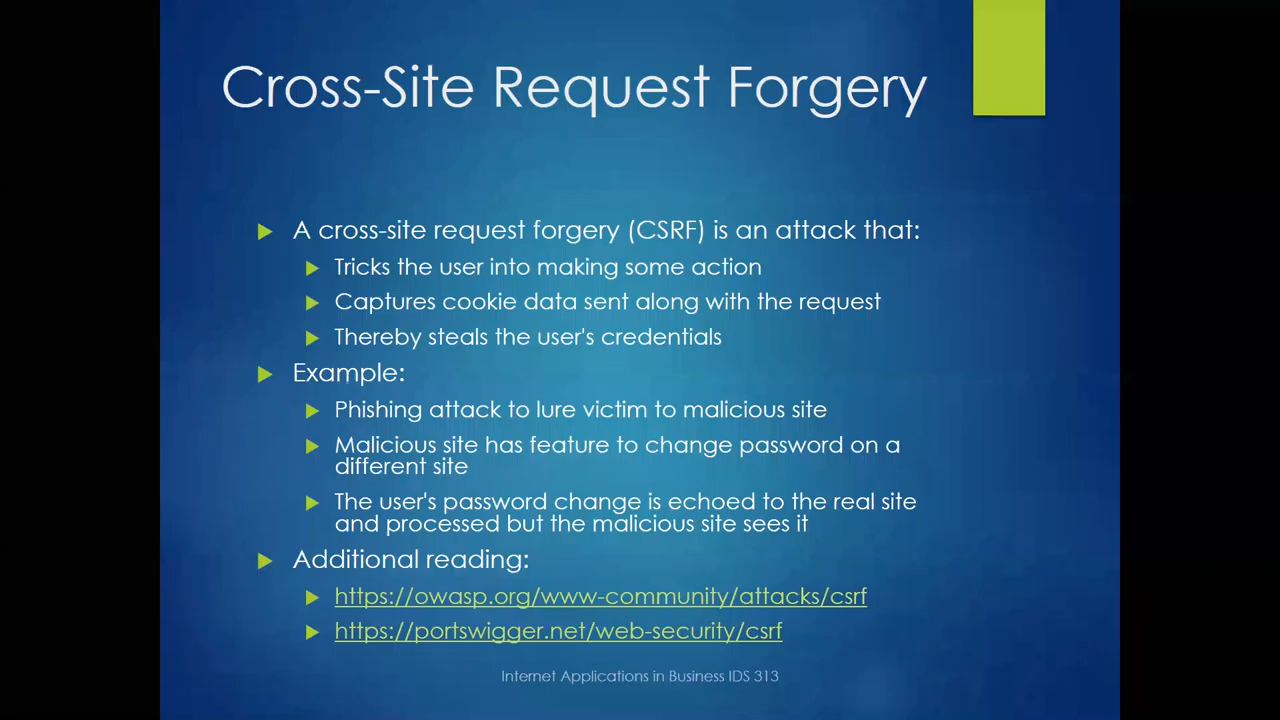 Cross-Site Request Forgery
A cross-site request forgery (CSRF) is an attack that:
Tricks the user into making some action
Captures cookie data sent along with the request
Thereby steals the user's credentials
Example:
Phishing attack to lure victim to malicious site
Malicious site has feature to change password on a
different site
The user's password change is echoed to the real site
and processed but the malicious site sees it
Additional reading:
https://owasp.org/www-community/attacks/csrf
https://portswigger.net/web-security/csrf
Internet Applications in Business IDS 313